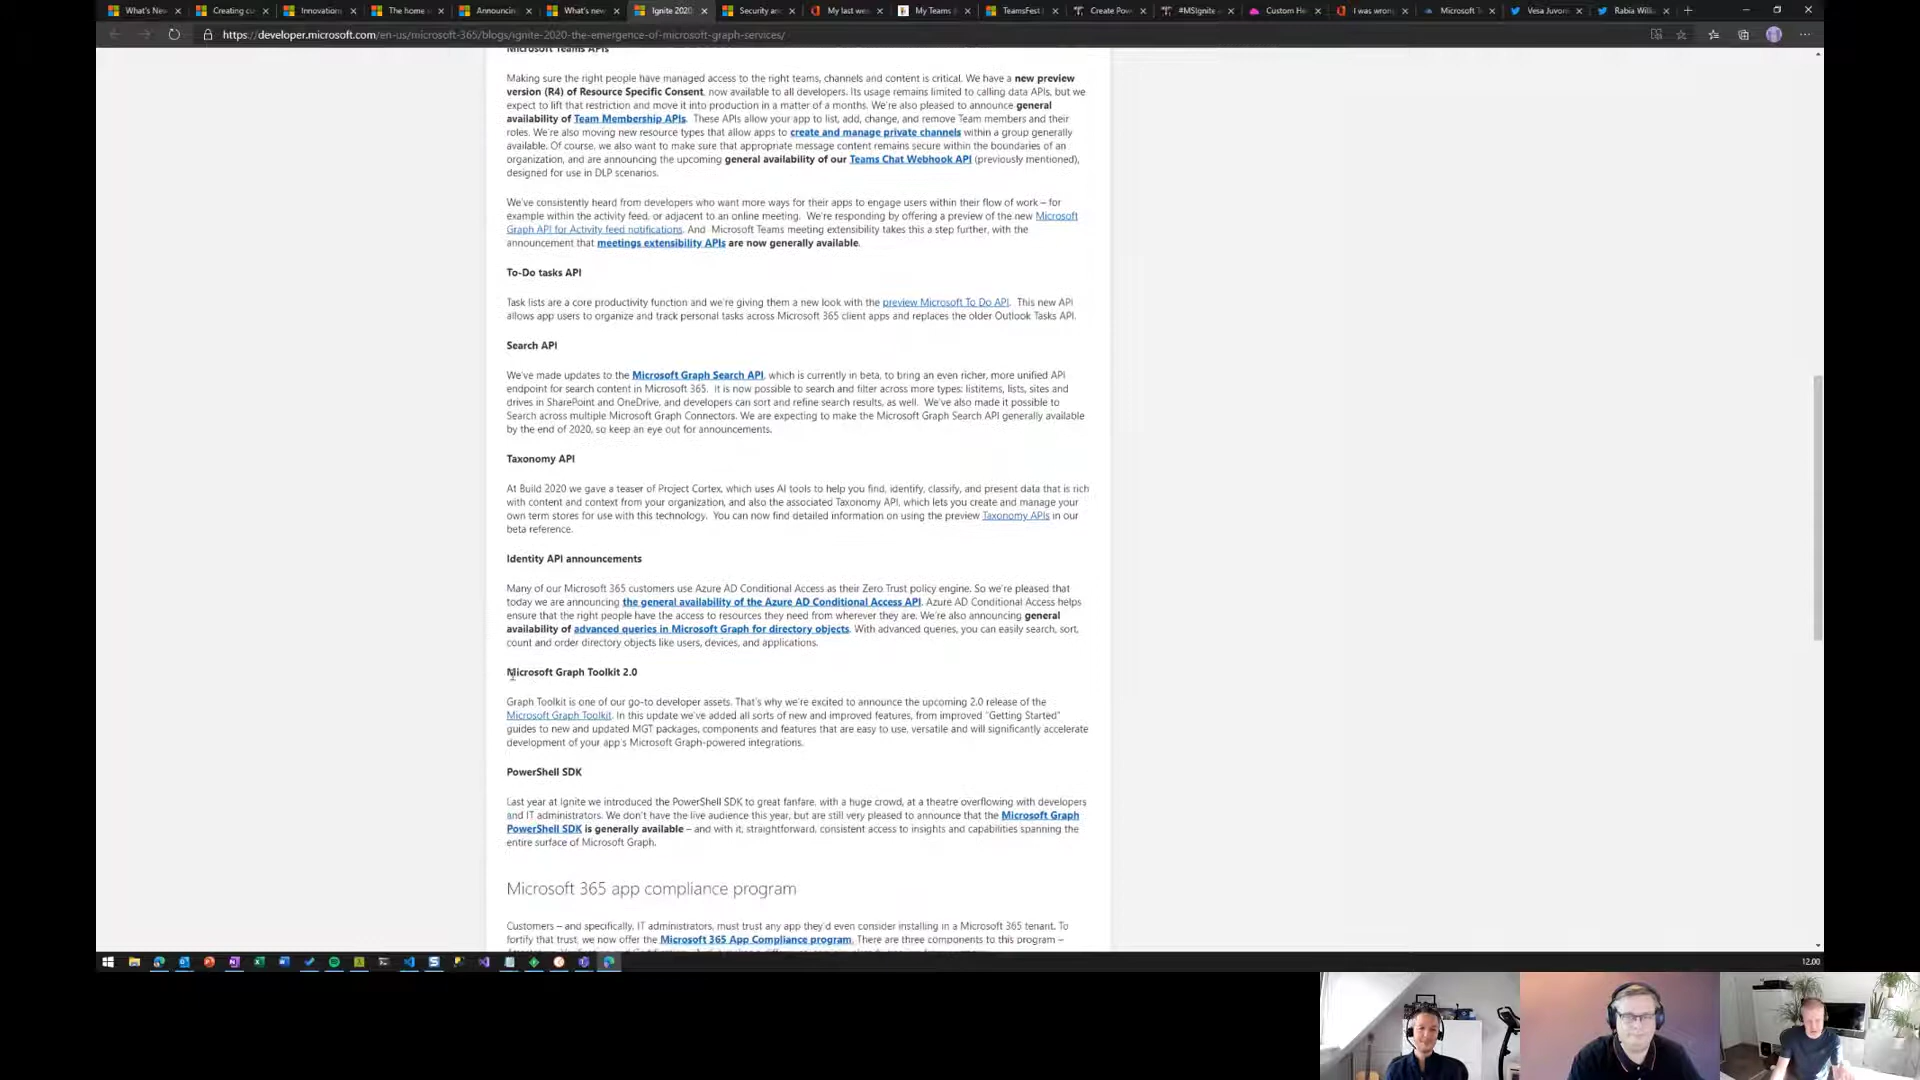 What's New
Creating cu
Innovation
The home
Announcin
What's new
Ignite 2020
Security an
My last we
My Teams
TeamsFest
Create Pow
#MSIgnite
Custom He
I was wron
Microsoft T
Vesa Juvon
Rabia Willi
https://developer.microsoft.com/en-us/microsoft-365/blogs/ignite-2020-the-emergence-of-microsoft-graph-services/
Microsoft Teams APIs
Making sure the right people have managed access to the right teams, channels and content is critical. We have a new preview
version (R4) of Resource Specific Consent, now available to all developers. Its usage remains limited to calling data APIs, but we
expect to lift that restriction and move it into production in a matter of a months. We're also pleased to announce general
availability of Team Membership APIs. These APIs allow your app to list, add, change, and remove Team members and their
roles. We're also moving new resource types that allow apps to create and manage private channels within a group generally
available. Of course, we also want to make sure that appropriate message content remains secure within the boundaries of an
organization, and are announcing the upcoming general availability of our Teams Chat Webhook API (previously mentioned),
designed for use in DLP scenarios.
We've consistently heard from developers who want more ways for their apps to engage users within their flow of work – for
example within the activity feed, or adjacent to an online meeting. We're responding by offering a preview of the new Microsoft
Graph API for Activity feed notifications. And Microsoft Teams meeting extensibility takes this a step further, with the
announcement that meetings extensibility APIs are now generally available.
To-Do tasks API
Task lists are a core productivity function and we're giving them a new look with the preview Microsoft To Do API. This new API
allows app users to organize and track personal tasks across Microsoft 365 client apps and replaces the older Outlook Tasks API.
Search API
We've made updates to the Microsoft Graph Search API, which is currently in beta, to bring an even richer, more unified API
endpoint for search content in Microsoft 365. It is now possible to search and filter across more types: listitems, lists, sites and
drives in SharePoint and OneDrive, and developers can sort and refine search results, as well. We've also made it possible to
Search across multiple Microsoft Graph Connectors. We are expecting to make the Microsoft Graph Search API generally available
by the end of 2020, so keep an eye out for announcements.
Taxonomy API
At Build 2020 we gave a teaser of Project Cortex, which uses AI tools to help you find, identify, classify, and present data that is rich
with content and context from your organization, and also the associated Taxonomy API, which lets you create and manage your
own term stores for use with this technology. You can now find detailed information on using the preview Taxonomy APIs in our
beta reference.
Identity API announcements
Many of our Microsoft 365 customers use Azure AD Conditional Access as their Zero Trust policy engine. So we're pleased that
today we are announcing the general availability of the Azure AD Conditional Access API. Azure AD Conditional Access helps
ensure that the right people have the access to resources they need from wherever they are. We're also announcing general
availability of advanced queries in Microsoft Graph for directory objects. With advanced queries, you can easily search, sort,
count and order directory objects like users, devices, and applications.
Microsoft Graph Toolkit 2.0
Graph Toolkit is one of our go-to developer assets. That's why we're excited to announce the upcoming 2.0 release of the
Microsoft Graph Toolkit. In this update we've added all sorts of new and improved features, from improved "Getting Started"
guides to new and updated MGT packages, components and features that are easy to use, versatile and will significantly accelerate
development of your app's Microsoft Graph-powered integrations.
PowerShell SDK
Last year at Ignite we introduced the PowerShell SDK to great fanfare, with a huge crowd, at a theatre overflowing with developers
and IT administrators. We don't have the live audience this year, but are still very pleased to announce that the Microsoft Graph
PowerShell SDK is generally available – and with it, straightforward, consistent access to insights and capabilities spanning the
entire surface of Microsoft Graph.
Microsoft 365 app compliance program
Customers – and specifically, IT administrators, must trust any app they'd even consider installing in a Microsoft 365 tenant. To
fortify that trust, we now offer the Microsoft 365 App Compliance program. There are three components to this program –
12.00